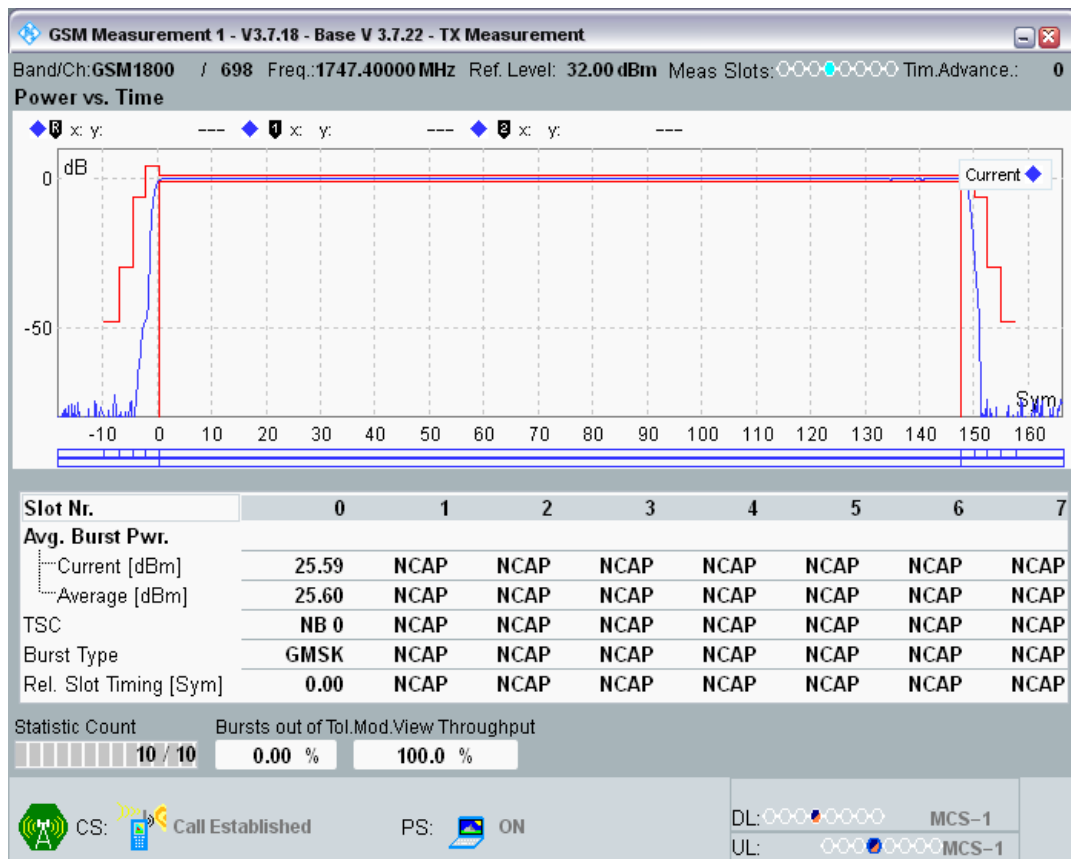 GSM Measurement 1 - V3.7.18 - Base V 3.7.22 - TX Measurement
Band/Ch:GSM1800 / 698 Freq.:1747.40000 MHz Ref. Level: 32.00 dBm Meas Slots: Tim.Advance.: 0
Power vs. Time
R x: y: --- 1 x: y: --- 2 x: y: ---
dB
Current
0
-50
Sym
-10 0 10 20 30 40 50 60 70 80 90 100 110 120 130 140 150 160
Slot Nr. 0 1 2 3 4 5 6 7
Avg. Burst Pwr.
Current [dBm] 25.59 NCAP NCAP NCAP NCAP NCAP NCAP NCAP
Average [dBm] 25.60 NCAP NCAP NCAP NCAP NCAP NCAP NCAP
TSC NB 0 NCAP NCAP NCAP NCAP NCAP NCAP NCAP
Burst Type GMSK NCAP NCAP NCAP NCAP NCAP NCAP NCAP
Rel. Slot Timing [Sym] 0.00 NCAP NCAP NCAP NCAP NCAP NCAP NCAP
Statistic Count Bursts out of Tol.Mod.View Throughput
10 / 10 0.00 % 100.0 %
CS: Call Established PS: ON DL: MCS-1
UL: MCS-1